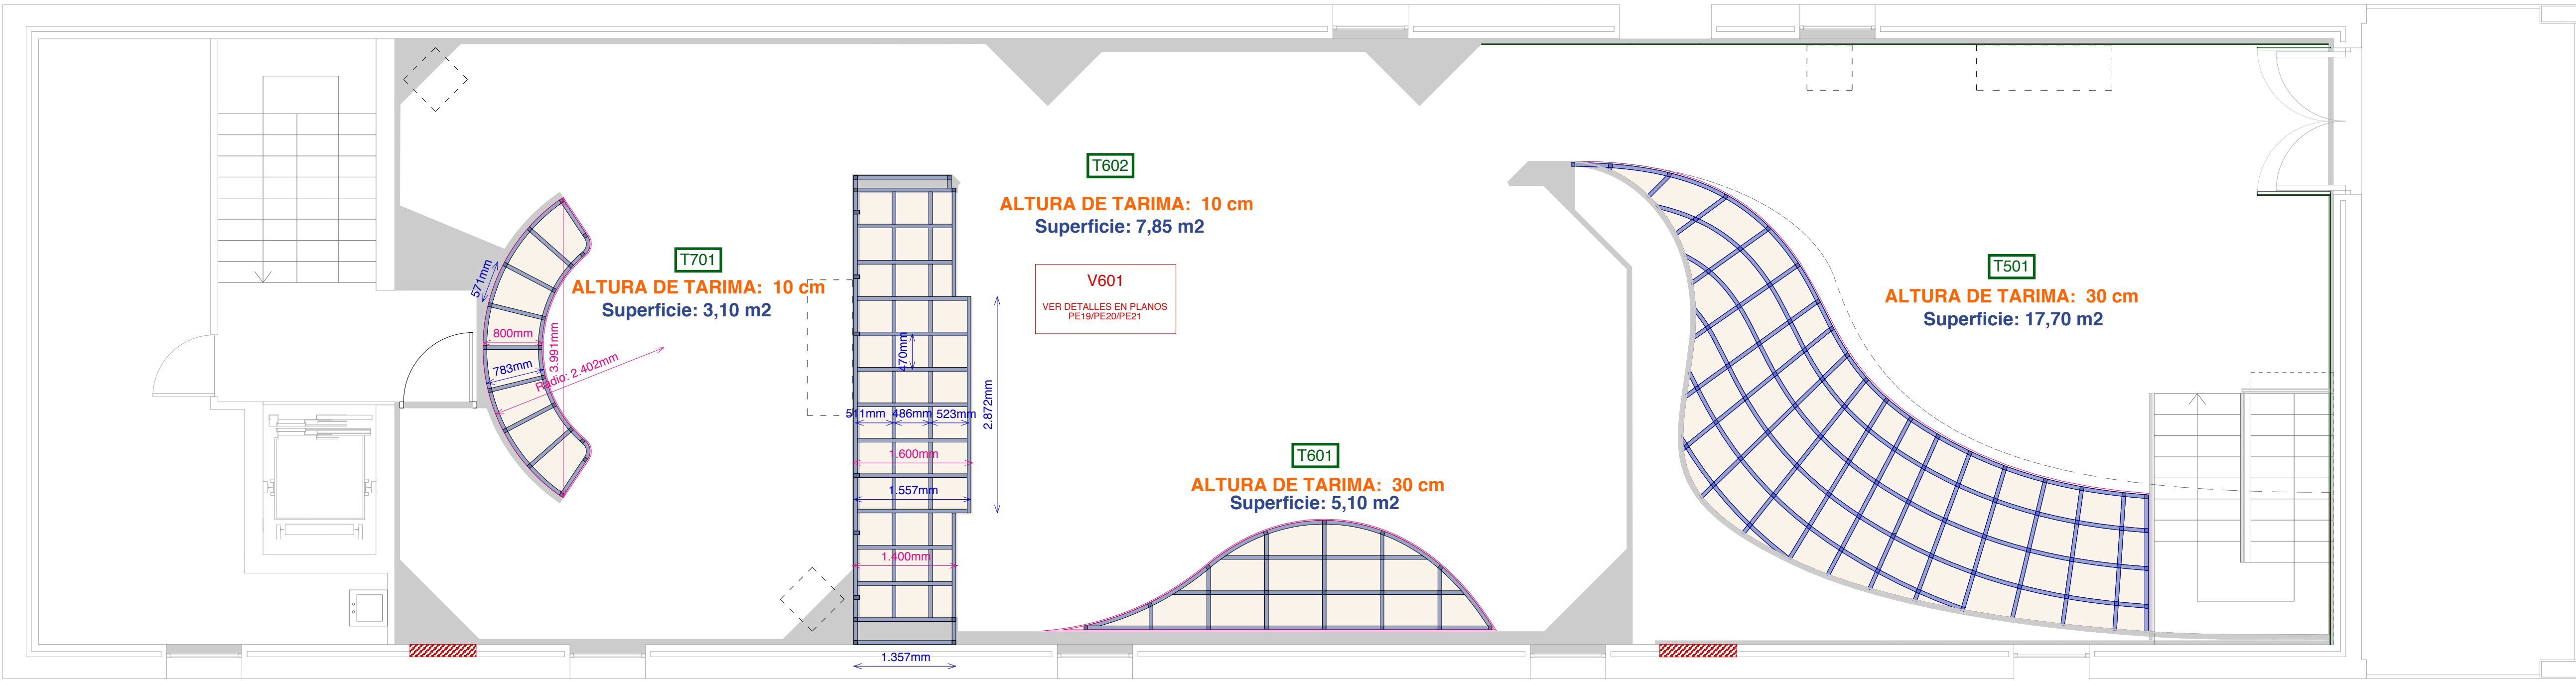 T602
ALTURA DE TARIMA: 10 cm
Superficie: 7,85 m2
T701
ALTURA DE TARIMA: 10 cm
Superficie: 3,10 m2
V601
VER DETALLES EN PLANOS
PE19/PE20/PE21
T501
ALTURA DE TARIMA: 30 cm
Superficie: 17,70 m2
T601
ALTURA DE TARIMA: 30 cm
Superficie: 5,10 m2
571mm
800mm
783mm
3.991mm
Radio: 2.402mm
470mm
511mm
486mm
523mm
2.872mm
1.600mm
1.557mm
1.400mm
1.357mm